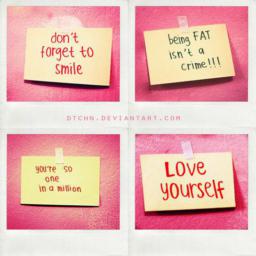 don't
forget to
smile
being FAT
isn't a
crime!!!
DTCHN.DEVIANTART.COM
you're so
one
in a million
LOVE
yourself